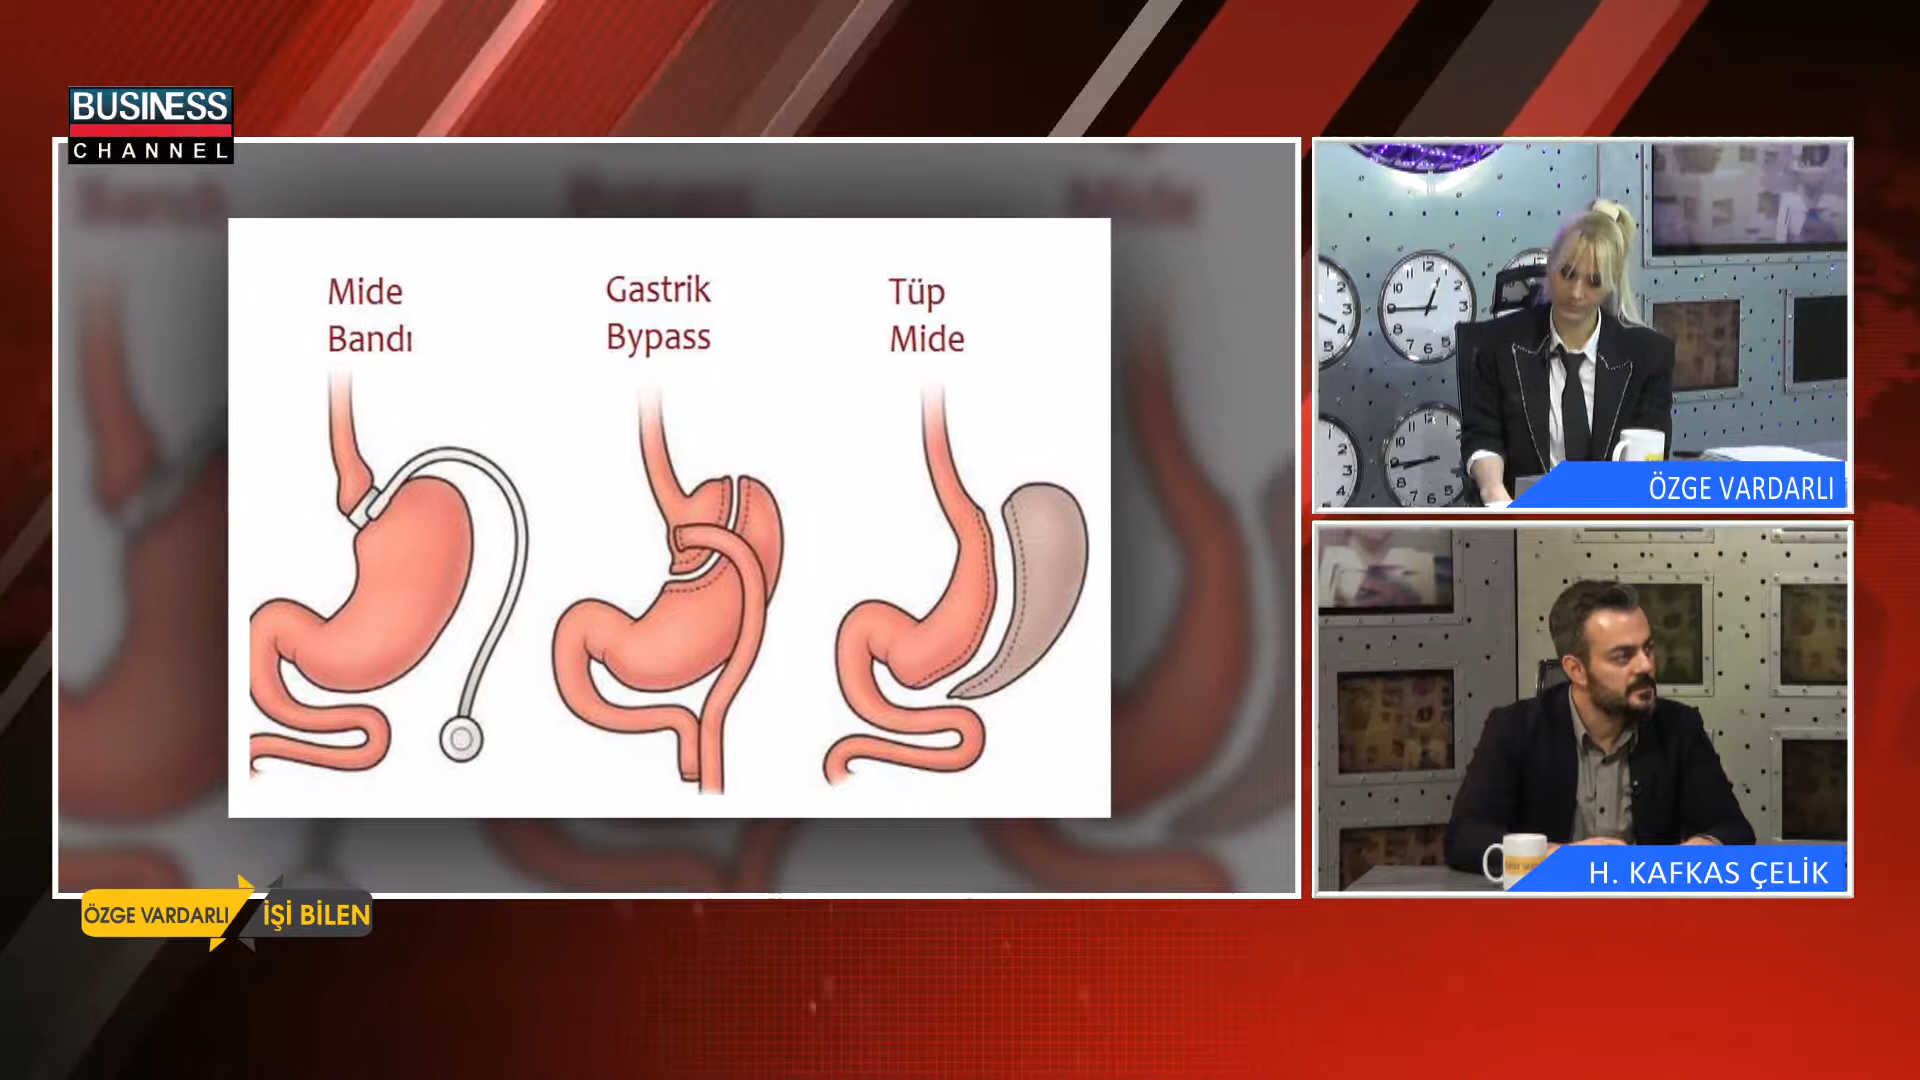 BUSINESS
CHANNEL
Mide
Bandı
Gastrik
Bypass
Tüp
Mide
ÖZGE VARDARLI
H. KAFKAS ÇELİK
ÖZGE VARDARLI İŞİ BİLEN